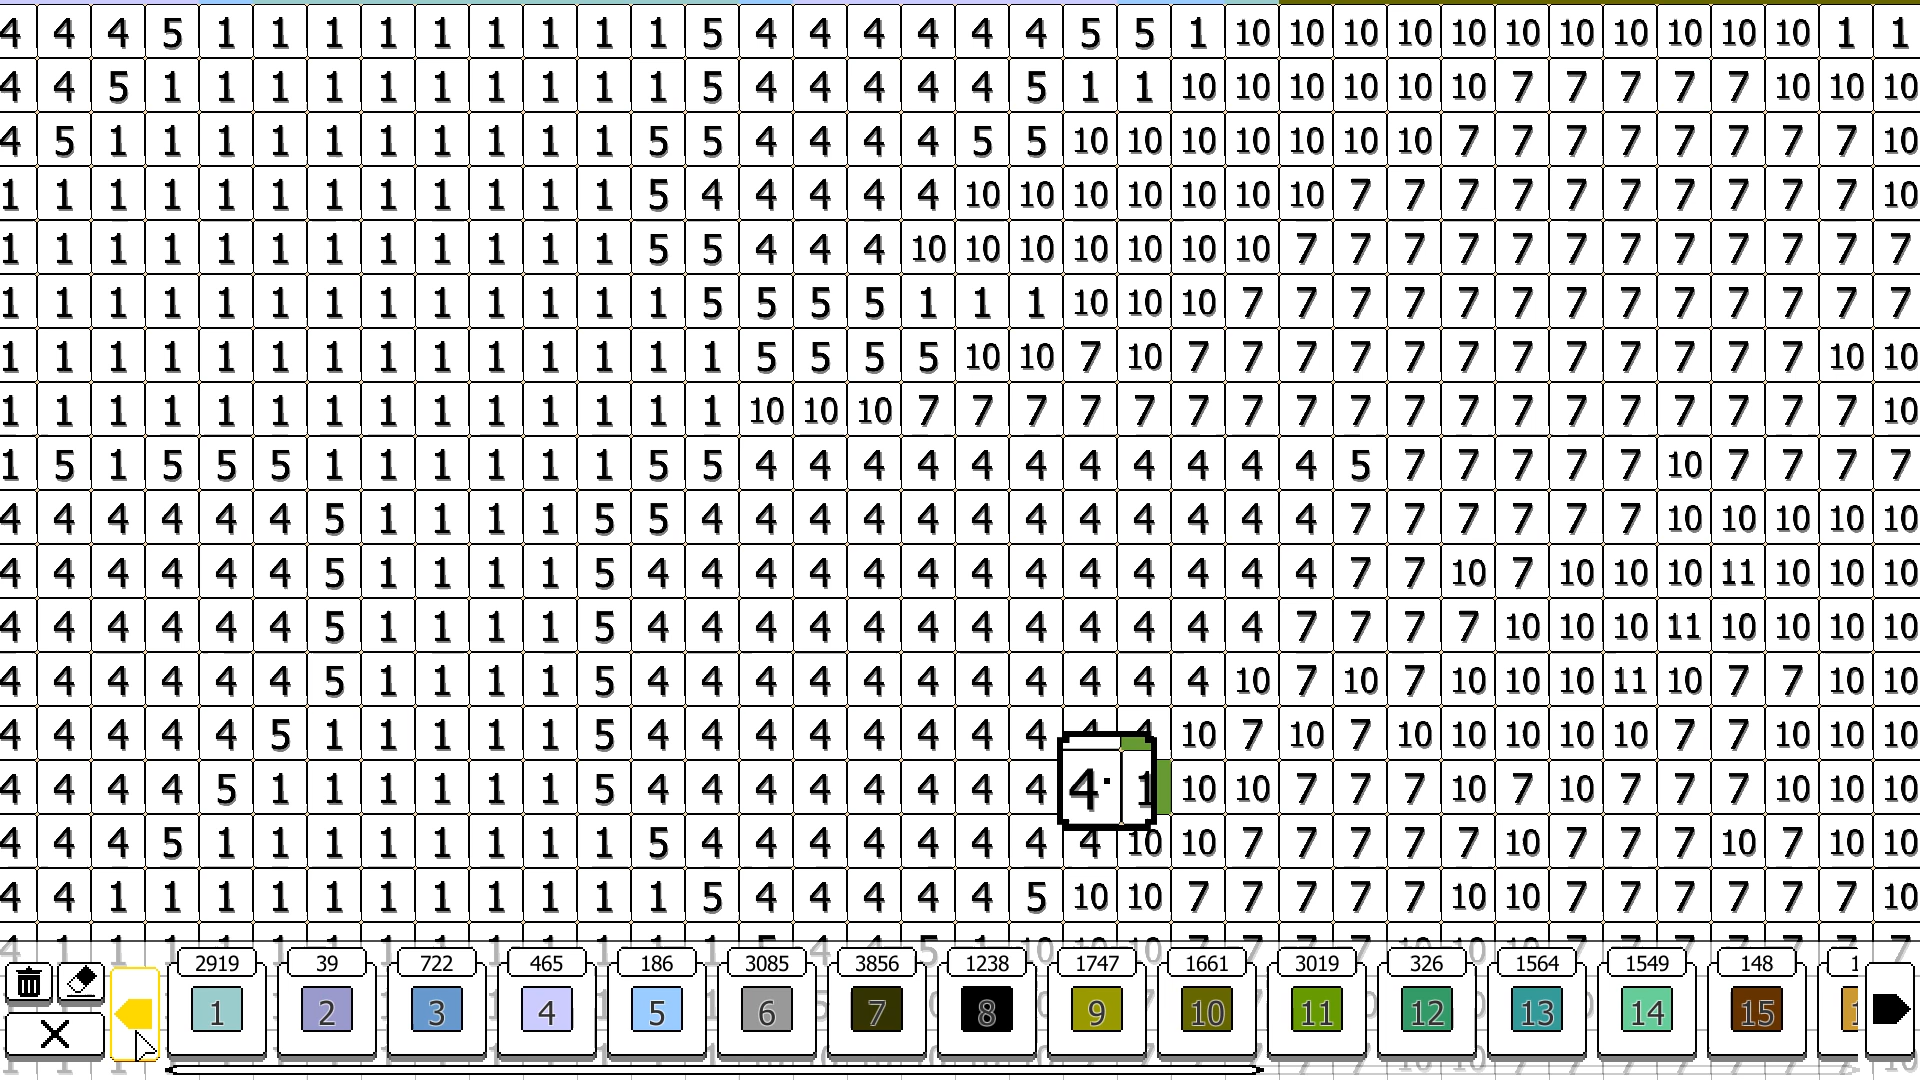 4 4 4 5 1 1 1 1 1 1 1 1 1 5 4 4 4 4 4 4 5 5 1 10 10 10 10 10 10 10 10 10 10 10 1 1
4 4 5 1 1 1 1 1 1 1 1 1 1 5 4 4 4 4 4 5 1 1 10 10 10 10 10 10 7 7 7 7 7 10 10 10
4 5 1 1 1 1 1 1 1 1 1 1 5 5 4 4 4 4 5 5 10 10 10 10 10 10 10 7 7 7 7 7 7 7 7 10
1 1 1 1 1 1 1 1 1 1 1 1 5 4 4 4 4 4 10 10 10 10 10 10 10 7 7 7 7 7 7 7 7 7 7 10
1 1 1 1 1 1 1 1 1 1 1 1 5 5 4 4 4 10 10 10 10 10 10 10 7 7 7 7 7 7 7 7 7 7 7 7
1 1 1 1 1 1 1 1 1 1 1 1 1 5 5 5 5 1 1 1 10 10 10 7 7 7 7 7 7 7 7 7 7 7 7 7
1 1 1 1 1 1 1 1 1 1 1 1 1 1 5 5 5 5 10 10 7 10 7 7 7 7 7 7 7 7 7 7 7 7 10 10
1 1 1 1 1 1 1 1 1 1 1 1 1 1 10 10 10 7 7 7 7 7 7 7 7 7 7 7 7 7 7 7 7 7 7 10
1 5 1 5 5 5 1 1 1 1 1 1 5 5 4 4 4 4 4 4 4 4 4 4 4 5 7 7 7 7 7 10 7 7 7 7
4 4 4 4 4 4 5 1 1 1 1 5 5 4 4 4 4 4 4 4 4 4 4 4 4 7 7 7 7 7 7 10 10 10 10 10
4 4 4 4 4 4 5 1 1 1 1 5 4 4 4 4 4 4 4 4 4 4 4 4 4 7 7 10 7 10 10 10 11 10 10 10
4 4 4 4 4 4 5 1 1 1 1 5 4 4 4 4 4 4 4 4 4 4 4 4 7 7 7 7 10 10 10 11 10 10 10 10
4 4 4 4 4 4 5 1 1 1 1 5 4 4 4 4 4 4 4 4 4 4 4 10 7 10 7 10 10 10 11 10 7 7 10 10
4 4 4 4 4 5 1 1 1 1 1 5 4 4 4 4 4 4 4 4 4 4 10 7 10 7 10 10 10 10 10 7 7 10 10 10
4 4 4 4 5 1 1 1 1 1 1 5 4 4 4 4 4 4 4 4 4 1 10 10 7 7 7 10 7 10 7 7 7 10 10 10
4 4 4 5 1 1 1 1 1 1 1 1 5 4 4 4 4 4 4 4 4 10 10 7 7 7 7 7 10 7 7 7 10 7 10 10
4 4 1 1 1 1 1 1 1 1 1 1 1 5 4 4 4 4 4 5 10 10 7 7 7 7 7 10 10 7 7 7 7 7 7 10
2919 39 722 465 186 3085 3856 1238 1747 1661 3019 326 1564 1549 148
1 2 3 4 5 6 7 8 9 10 11 12 13 14 15